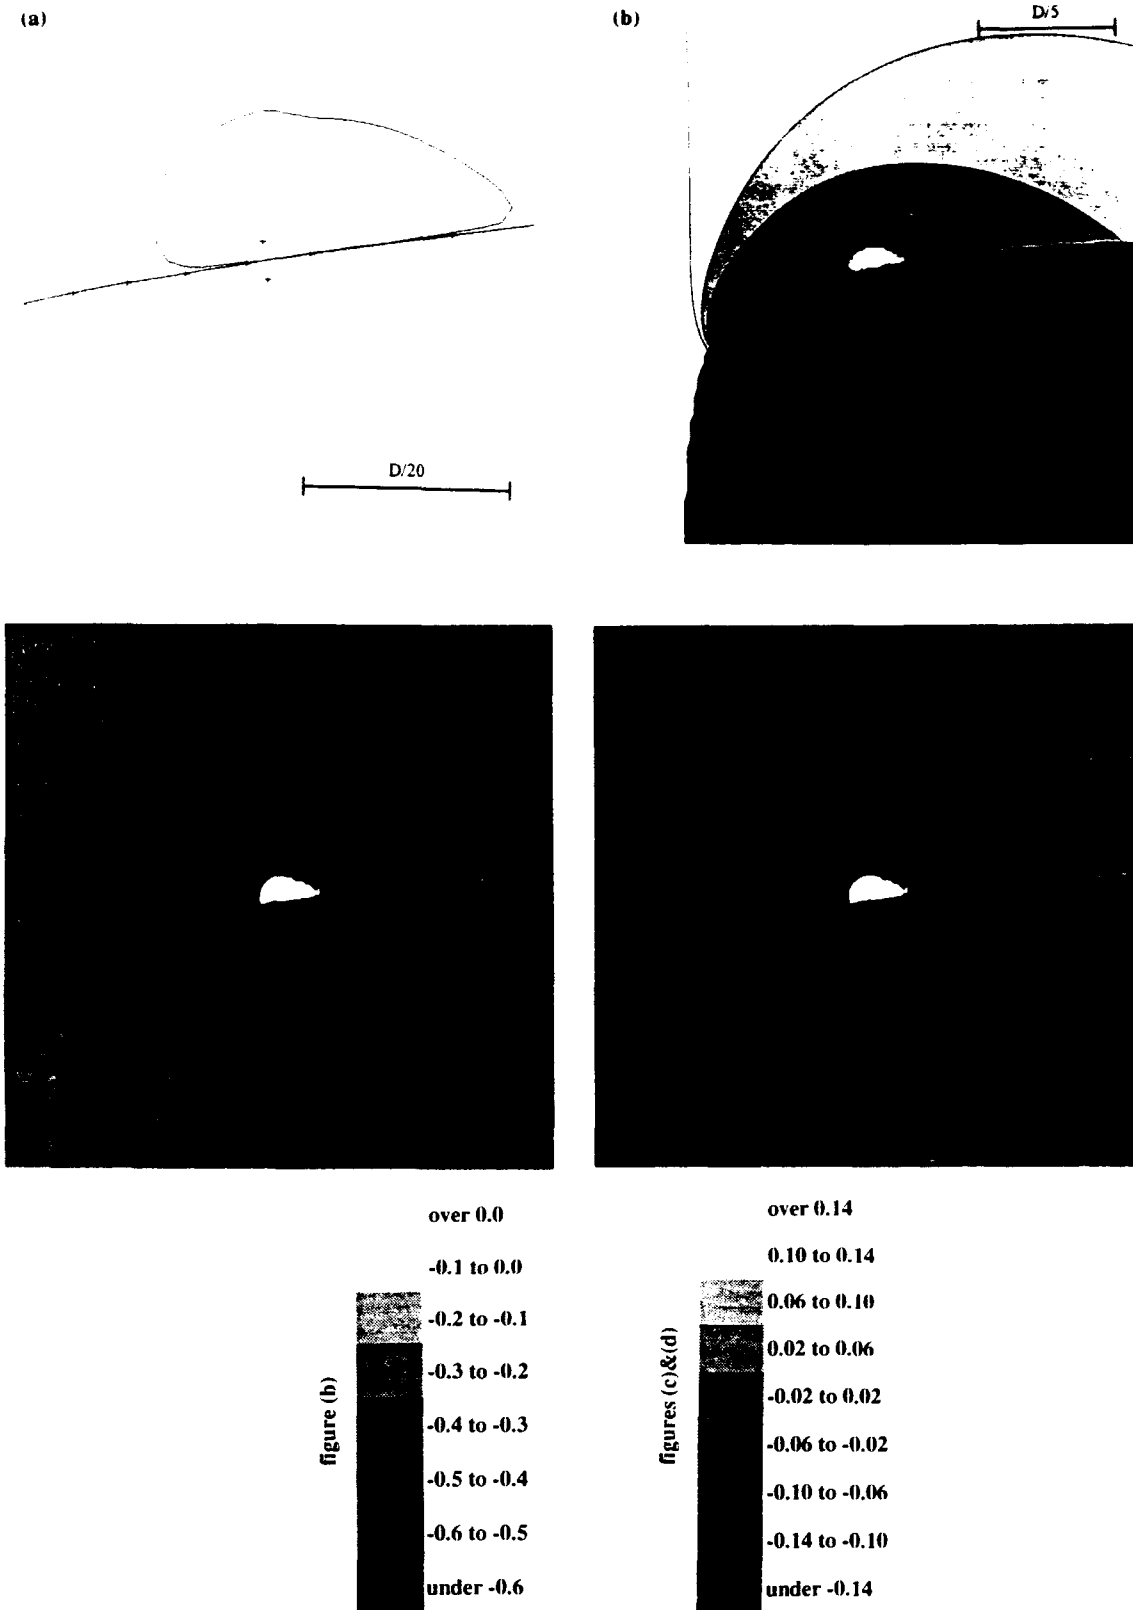 (a)
(b)
D/5
D/20
figure (b)
over 0.0
-0.1 to 0.0
-0.2 to -0.1
-0.3 to -0.2
-0.4 to -0.3
-0.5 to -0.4
-0.6 to -0.5
under -0.6
figures (c)&(d)
over 0.14
0.10 to 0.14
0.06 to 0.10
0.02 to 0.06
-0.02 to 0.02
-0.06 to -0.02
-0.10 to -0.06
-0.14 to -0.10
under -0.14